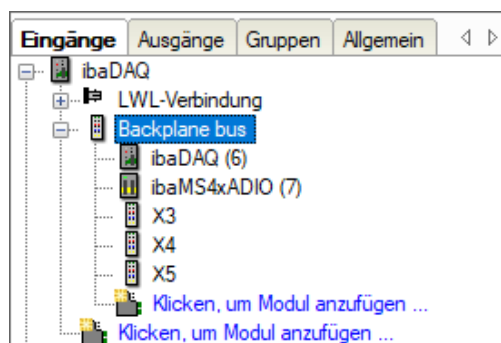 Eingänge Ausgänge Gruppen Allgemein
ibaDAQ
LWL-Verbindung
Backplane bus
ibaDAQ (6)
ibaMS4xADIO (7)
X3
X4
X5
Klicken, um Modul anzufügen ...
Klicken, um Modul anzufügen ...